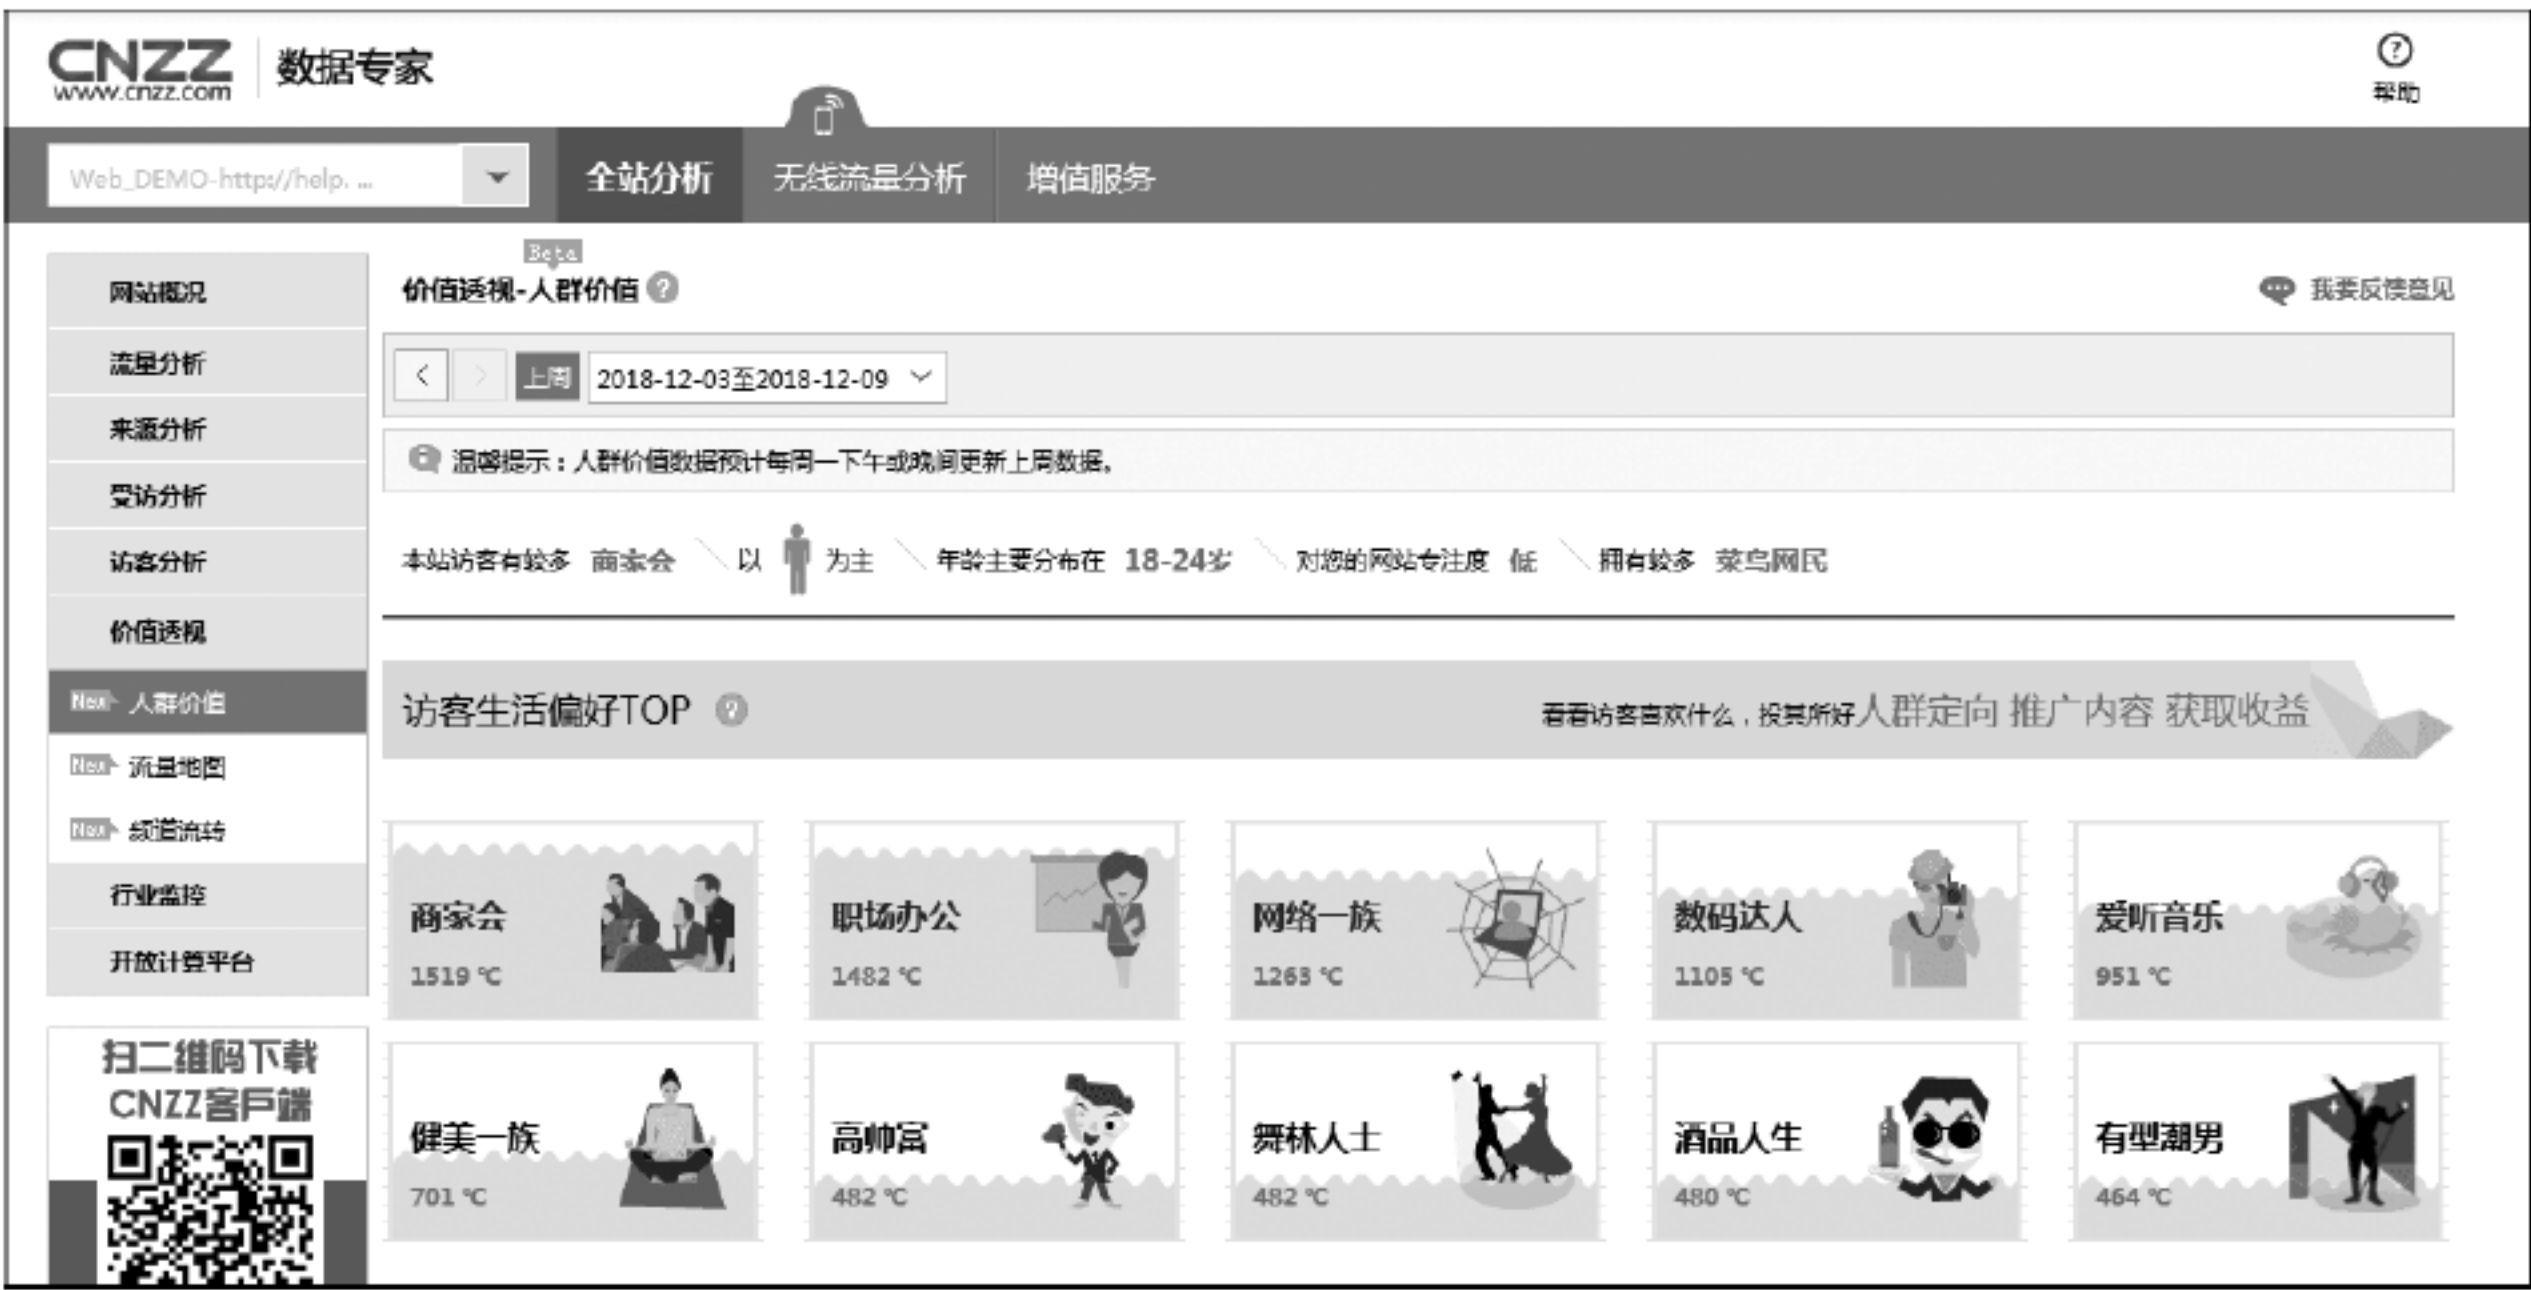 CNZZ 数据专家
www.cnzz.com
帮助
Web_DEMO-http://help. ...
全站分析
无线流量分析
增值服务
网站概况
流量分析
来源分析
受访分析
访客分析
价值透视
New 人群价值
New 流量地图
New 频道流转
行业监控
开放计算平台
扫二维码下载
CNZZ客戶端
Beta
价值透视-人群价值 ?
我要反馈意见
< > 上周 2018-12-03至2018-12-09
温馨提示：人群价值数据预计每周一下午或晚间更新上周数据。
本站访客有较多 商家会 以 为主 年龄主要分布在 18-24岁 对您的网站专注度 低 拥有较多 菜鸟网民
访客生活偏好TOP ?
看看访客喜欢什么，投其所好人群定向 推广内容 获取收益
商家会
1519 ℃
职场办公
1482 ℃
网络一族
1263 ℃
数码达人
1105 ℃
爱听音乐
951 ℃
健美一族
701 ℃
高帅富
482 ℃
舞林人士
482 ℃
酒品人生
480 ℃
有型潮男
464 ℃